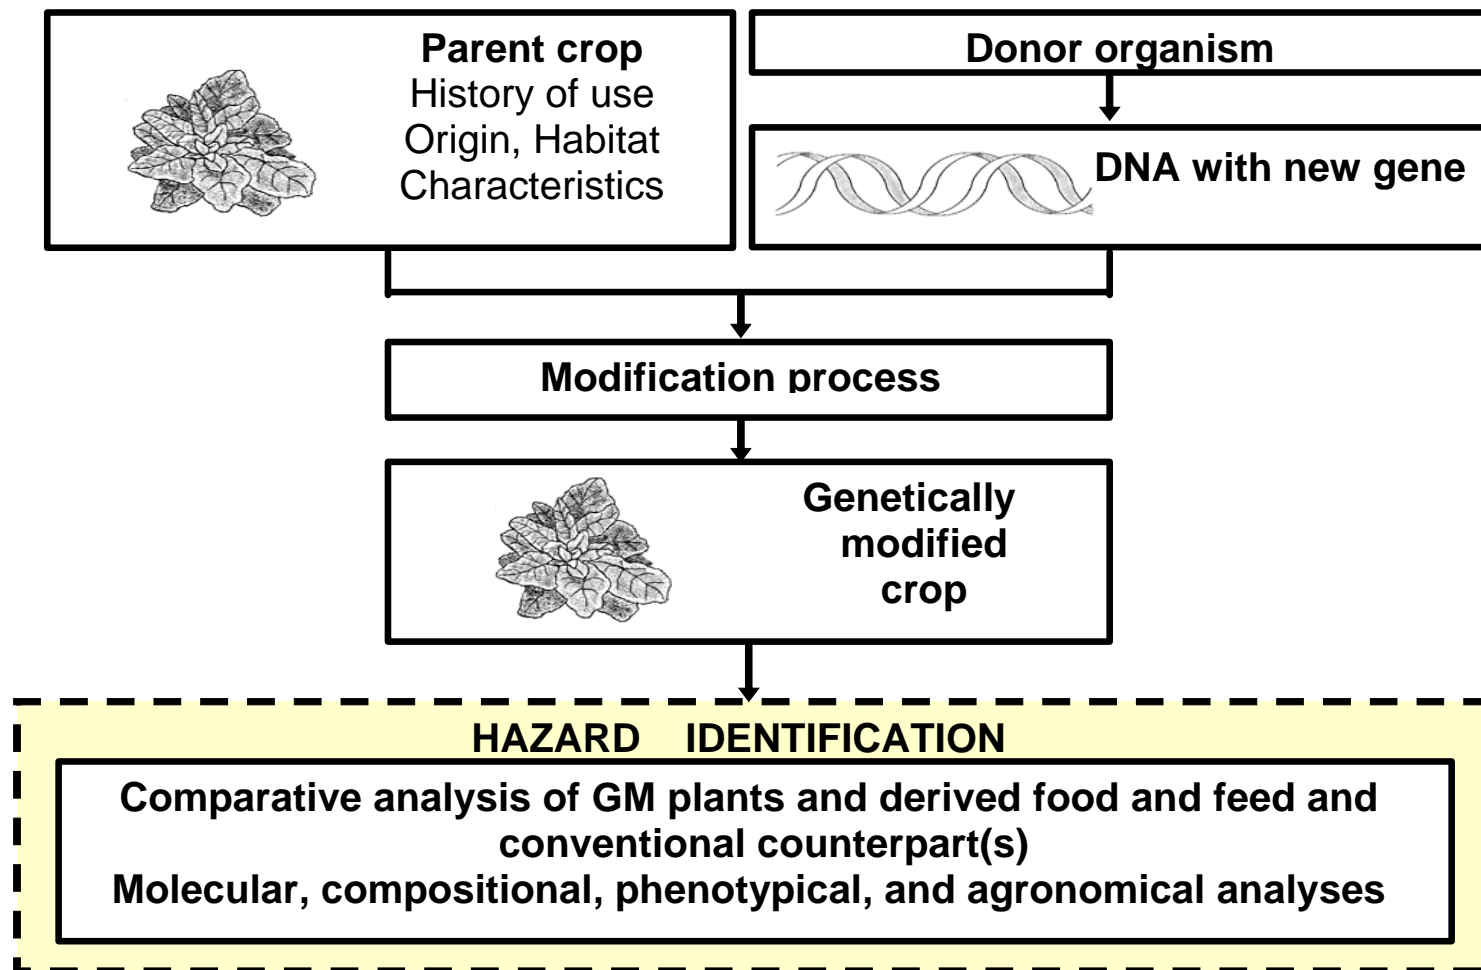 Parent crop
History of use
Origin, Habitat
Characteristics
Donor organism
DNA with new gene
Modification process
Genetically
modified
crop
HAZARD IDENTIFICATION
Comparative analysis of GM plants and derived food and feed and
conventional counterpart(s)
Molecular, compositional, phenotypical, and agronomical analyses